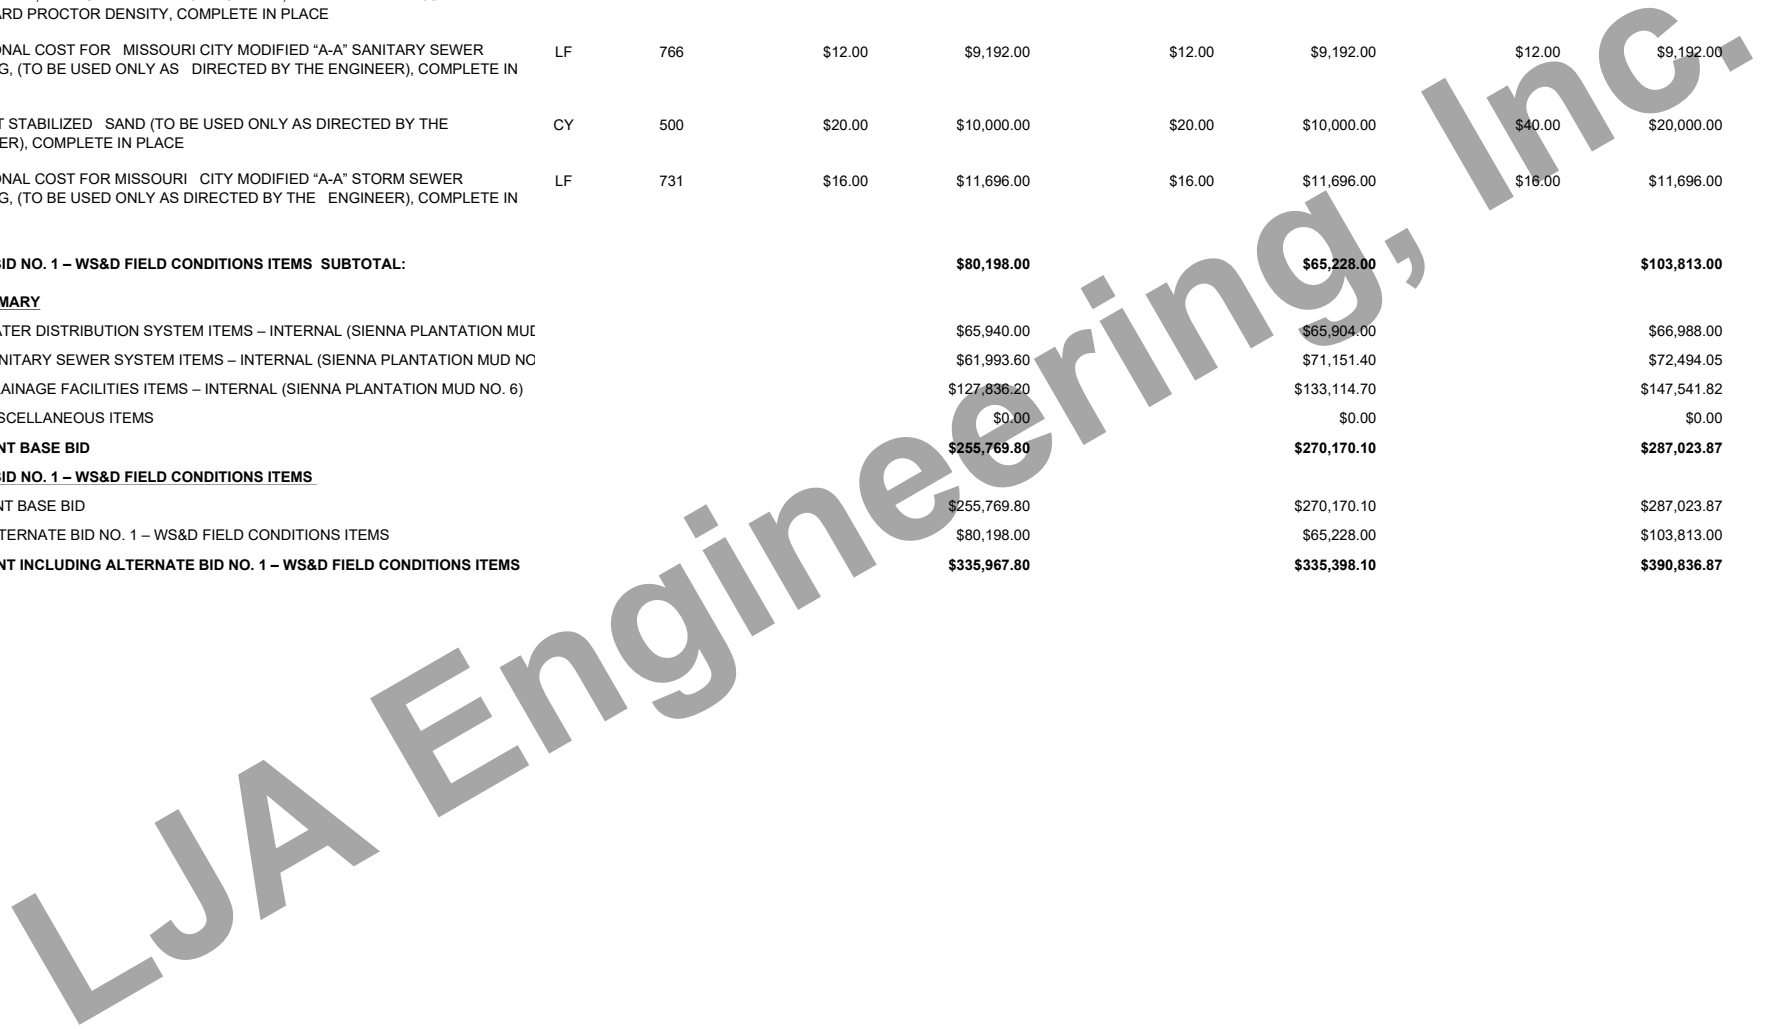 ARD PROCTOR DENSITY, COMPLETE IN PLACE
ONAL COST FOR MISSOURI CITY MODIFIED “A-A” SANITARY SEWER LF 766 $12.00 $9,192.00 $12.00 $9,192.00 $12.00 $9,192.00
G, (TO BE USED ONLY AS DIRECTED BY THE ENGINEER), COMPLETE IN
T STABILIZED SAND (TO BE USED ONLY AS DIRECTED BY THE CY 500 $20.00 $10,000.00 $20.00 $10,000.00 $40.00 $20,000.00
ER), COMPLETE IN PLACE
ONAL COST FOR MISSOURI CITY MODIFIED “A-A” STORM SEWER LF 731 $16.00 $11,696.00 $16.00 $11,696.00 $16.00 $11,696.00
G, (TO BE USED ONLY AS DIRECTED BY THE ENGINEER), COMPLETE IN
BID NO. 1 – WS&D FIELD CONDITIONS ITEMS SUBTOTAL: $80,198.00 $65,228.00 $103,813.00
MARY
ATER DISTRIBUTION SYSTEM ITEMS – INTERNAL (SIENNA PLANTATION MUD $65,940.00 $65,904.00 $66,988.00
NITARY SEWER SYSTEM ITEMS – INTERNAL (SIENNA PLANTATION MUD NO $61,993.60 $71,151.40 $72,494.05
RAINAGE FACILITIES ITEMS – INTERNAL (SIENNA PLANTATION MUD NO. 6) $127,836.20 $133,114.70 $147,541.82
SCELLANEOUS ITEMS $0.00 $0.00 $0.00
NT BASE BID $255,769.80 $270,170.10 $287,023.87
BID NO. 1 – WS&D FIELD CONDITIONS ITEMS
NT BASE BID $255,769.80 $270,170.10 $287,023.87
TERNATE BID NO. 1 – WS&D FIELD CONDITIONS ITEMS $80,198.00 $65,228.00 $103,813.00
NT INCLUDING ALTERNATE BID NO. 1 – WS&D FIELD CONDITIONS ITEMS $335,967.80 $335,398.10 $390,836.87
LJA Engineering, Inc.